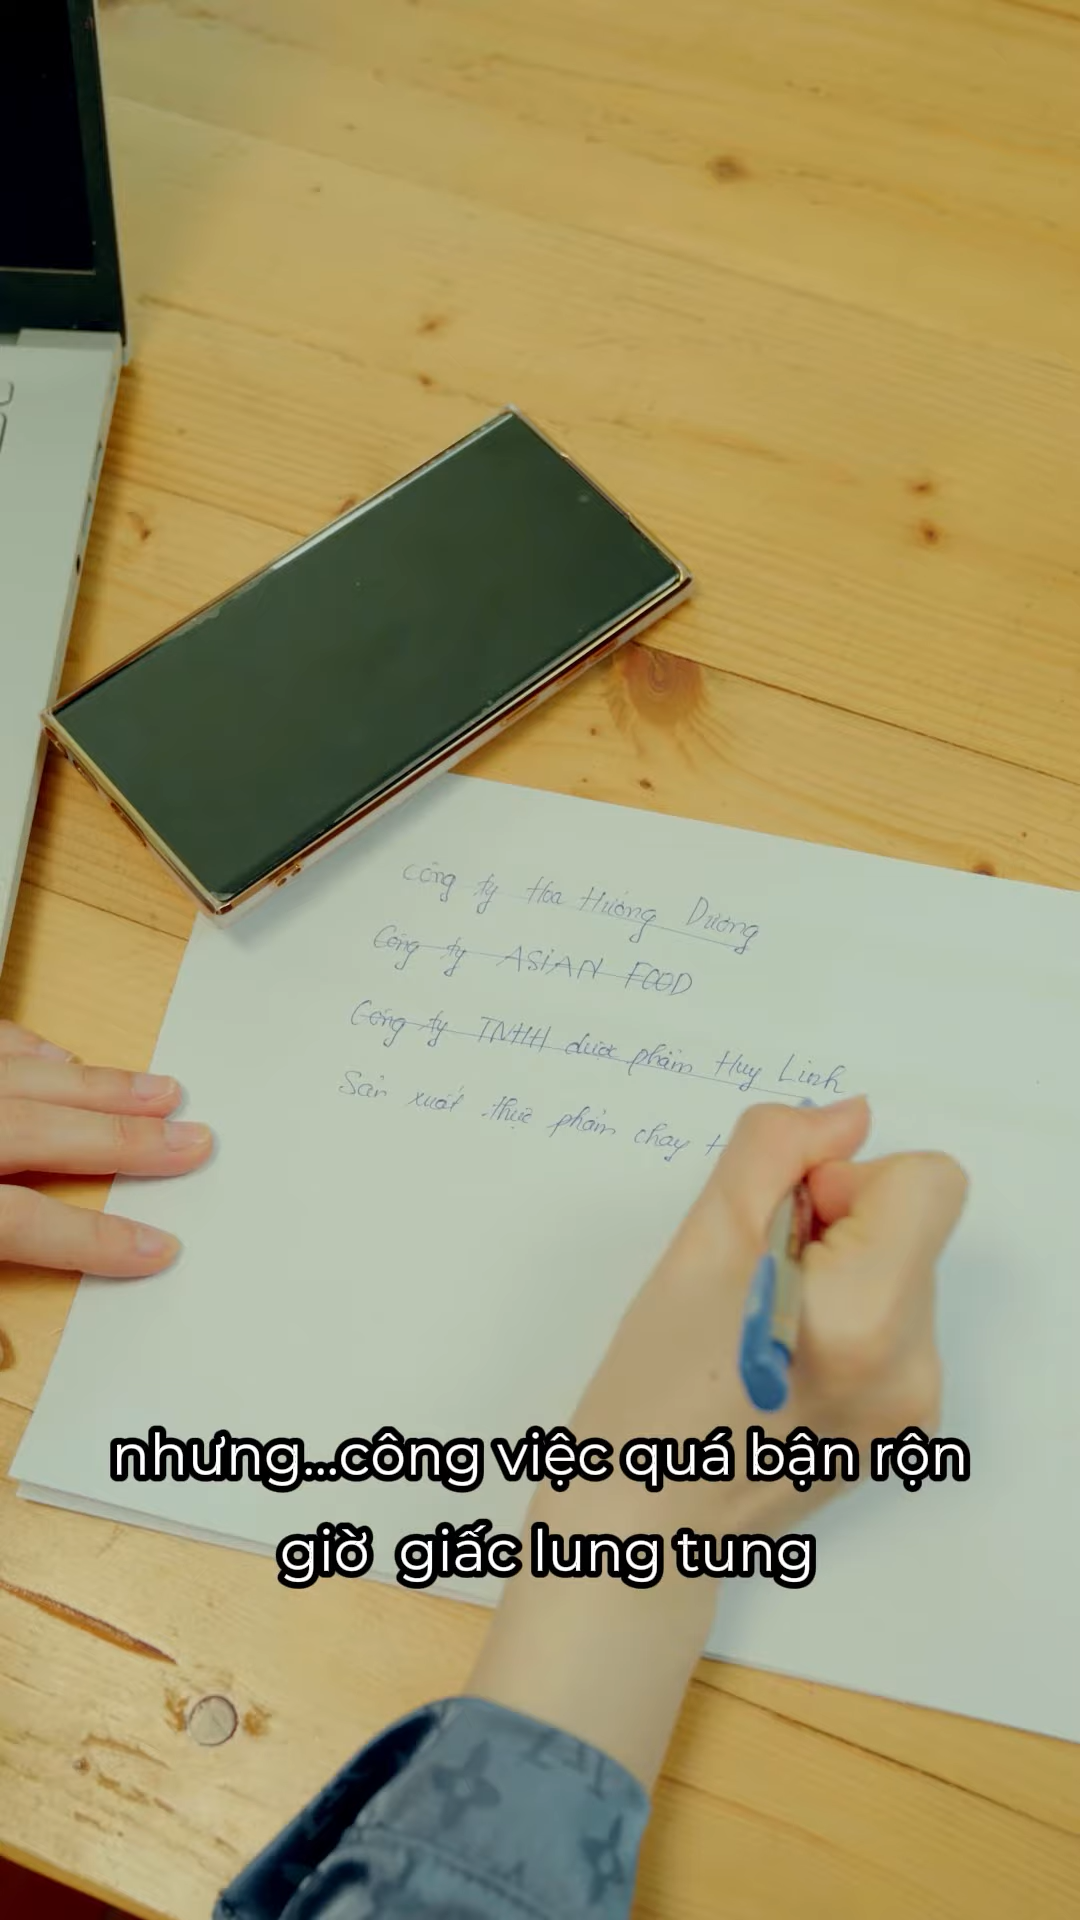 công ty Hoa Hướng Dương
Công ty ASIAN FOOD
Công ty TNHH dược phẩm Huy Linh
Sản xuất thực phẩm chay H
nhưng...công việc quá bận rộn
giờ giấc lung tung